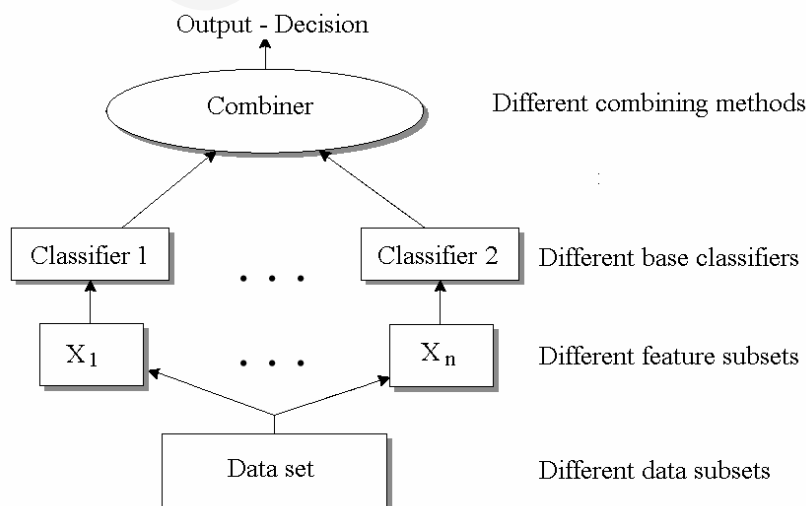 Output - Decision
Combiner
Different combining methods
Classifier 1
. . .
Classifier 2
Different base classifiers
X1
. . .
Xn
Different feature subsets
Data set
Different data subsets